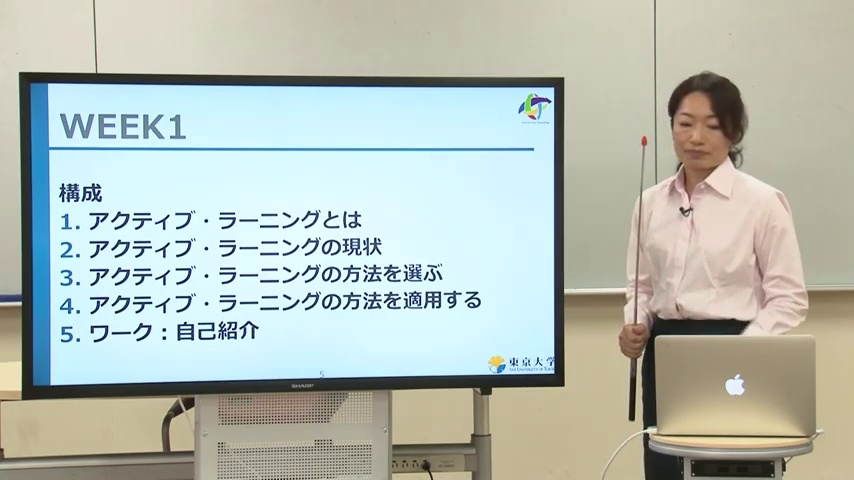 WEEK1
構成
1. アクティブ・ラーニングとは
2. アクティブ・ラーニングの現状
3. アクティブ・ラーニングの方法を選ぶ
4. アクティブ・ラーニングの方法を適用する
5. ワーク：自己紹介
5
東京大学
SHARP